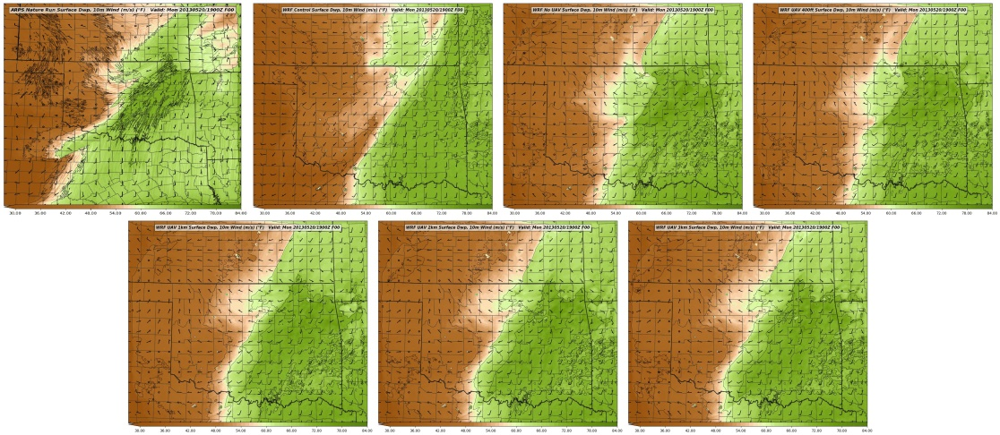 ARPS Nature Run Surface Dwp, 10m Wind (m/s) (°F) Valid: Mon 20130520/1900Z F00
WRF Control Surface Dwp, 10m Wind (m/s) (°F) Valid: Mon 20130520/1900Z F00
WRF No UAV Surface Dwp, 10m Wind (m/s) (°F) Valid: Mon 20130520/1900Z F00
WRF UAV 400ft Surface Dwp, 10m Wind (m/s) (°F) Valid: Mon 20130520/1900Z F00
30.00 36.00 42.00 48.00 54.00 60.00 66.00 72.00 78.00 84.00
30.00 36.00 42.00 48.00 54.00 60.00 66.00 72.00 78.00 84.00
30.00 36.00 42.00 48.00 54.00 60.00 66.00 72.00 78.00 84.00
30.00 36.00 42.00 48.00 54.00 60.00 66.00 72.00 78.00 84.00
WRF UAV 1km Surface Dwp, 10m Wind (m/s) (°F) Valid: Mon 20130520/1900Z F00
WRF UAV 2km Surface Dwp, 10m Wind (m/s) (°F) Valid: Mon 20130520/1900Z F00
WRF UAV 3km Surface Dwp, 10m Wind (m/s) (°F) Valid: Mon 20130520/1900Z F00
30.00 36.00 42.00 48.00 54.00 60.00 66.00 72.00 78.00 84.00
30.00 36.00 42.00 48.00 54.00 60.00 66.00 72.00 78.00 84.00
30.00 36.00 42.00 48.00 54.00 60.00 66.00 72.00 78.00 84.00